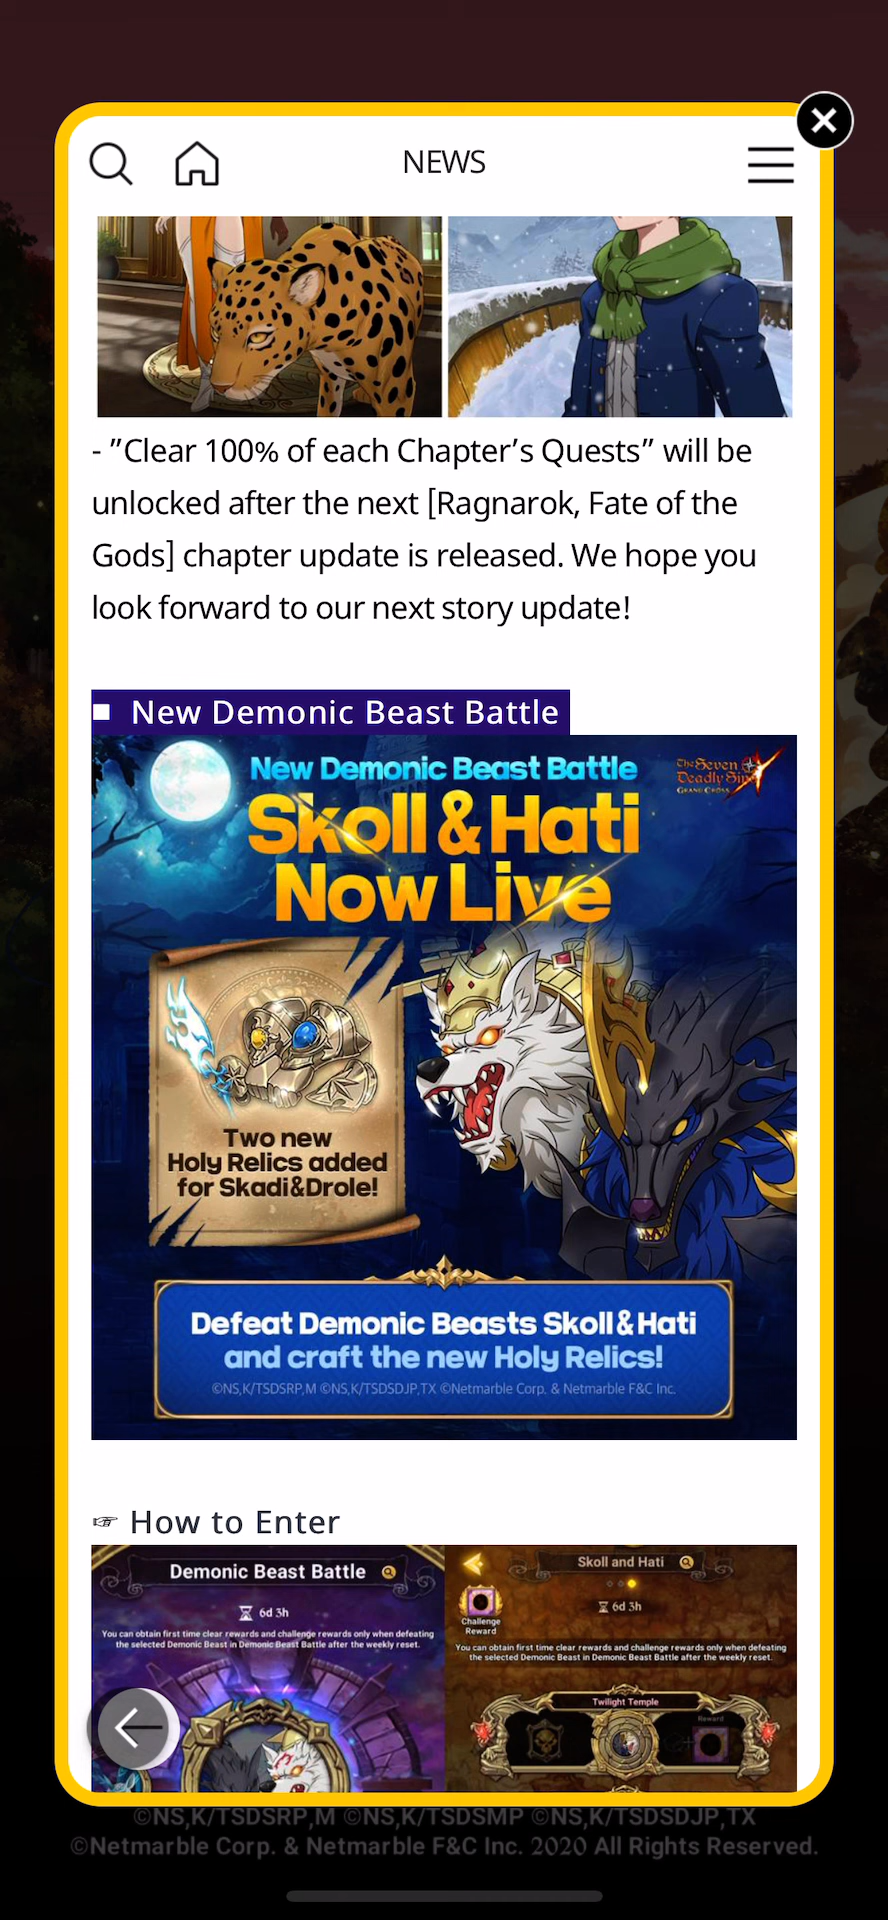 NEWS
- ”Clear 100% of each Chapter’s Quests” will be
unlocked after the next [Ragnarok, Fate of the
Gods] chapter update is released. We hope you
look forward to our next story update!
■ New Demonic Beast Battle
New Demonic Beast Battle
The Seven
Deadly Sins
GRAND CROSS
Skoll & Hati
Now Live
Two new
Holy Relics added
for Skadi&Drole!
Defeat Demonic Beasts Skoll & Hati
and craft the new Holy Relics!
©NS,K/TSDSRP,M ©NS,K/TSDSDJP,TX ©Netmarble Corp. & Netmarble F&C Inc.
☞ How to Enter
Demonic Beast Battle
6d 3h
You can obtain first time clear rewards and challenge rewards only when defeating
the selected Demonic Beast in Demonic Beast Battle after the weekly reset.
Skoll and Hati
6d 3h
Challenge
Reward
You can obtain first time clear rewards and challenge rewards only when defeating
the selected Demonic Beast in Demonic Beast Battle after the weekly reset.
Twilight Temple
Reward
©NS,K/TSDSRP,M ©NS,K/TSDSMP ©NS,K/TSDSDJP,TX
©Netmarble Corp. & Netmarble F&C Inc. 2020 All Rights Reserved.